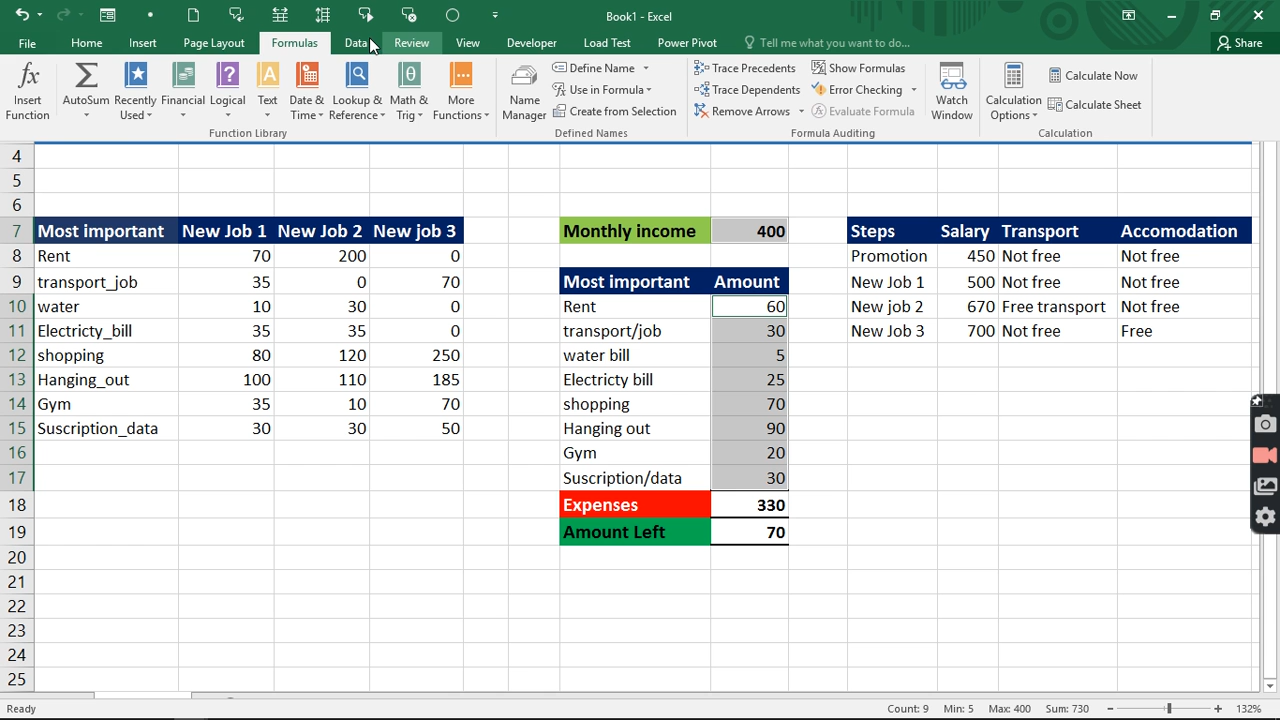 Book1 - Excel
File Home Insert Page Layout Formulas Data Review View Developer Load Test Power Pivot Tell me what you want to do... Share
Insert Function
AutoSum
Recently Used
Financial
Logical
Text
Date & Time
Lookup & Reference
Math & Trig
More Functions
Function Library
Name Manager
Define Name
Use in Formula
Create from Selection
Defined Names
Trace Precedents
Trace Dependents
Remove Arrows
Show Formulas
Error Checking
Evaluate Formula
Formula Auditing
Watch Window
Calculation Options
Calculate Now
Calculate Sheet
Calculation
4
5
6
7 Most important New Job 1 New Job 2 New job 3 Monthly income 400 Steps Salary Transport Accomodation
8 Rent 70 200 0 Promotion 450 Not free Not free
9 transport_job 35 0 70 Most important Amount New Job 1 500 Not free Not free
10 water 10 30 0 Rent 60 New job 2 670 Free transport Not free
11 Electricty_bill 35 35 0 transport/job 30 New Job 3 700 Not free Free
12 shopping 80 120 250 water bill 5
13 Hanging_out 100 110 185 Electricty bill 25
14 Gym 35 10 70 shopping 70
15 Suscription_data 30 30 50 Hanging out 90
16 Gym 20
17 Suscription/data 30
18 Expenses 330
19 Amount Left 70
20
21
22
23
24
25
Ready Count: 9 Min: 5 Max: 400 Sum: 730 132%